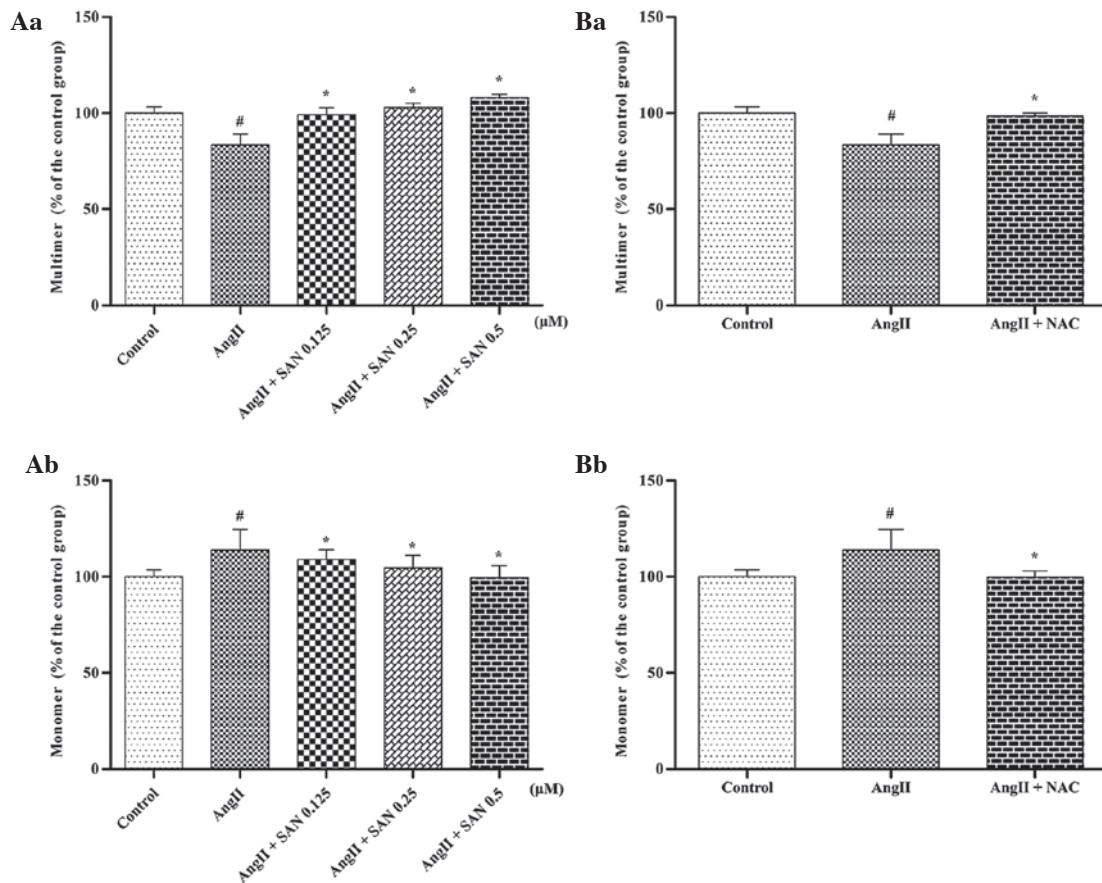 Aa
Multimer (% of the control group)
150
100
50
0
#
*
*
*
Control
AngII
AngII + SAN 0.125
AngII + SAN 0.25
AngII + SAN 0.5
(µM)
Ba
Multimer (% of the control group)
150
100
50
0
#
*
Control
AngII
AngII + NAC
Ab
Monomer (% of the control group)
150
100
50
0
#
*
*
*
Control
AngII
AngII + SAN 0.125
AngII + SAN 0.25
AngII + SAN 0.5
(µM)
Bb
Monomer (% of the control group)
150
100
50
0
#
*
Control
AngII
AngII + NAC